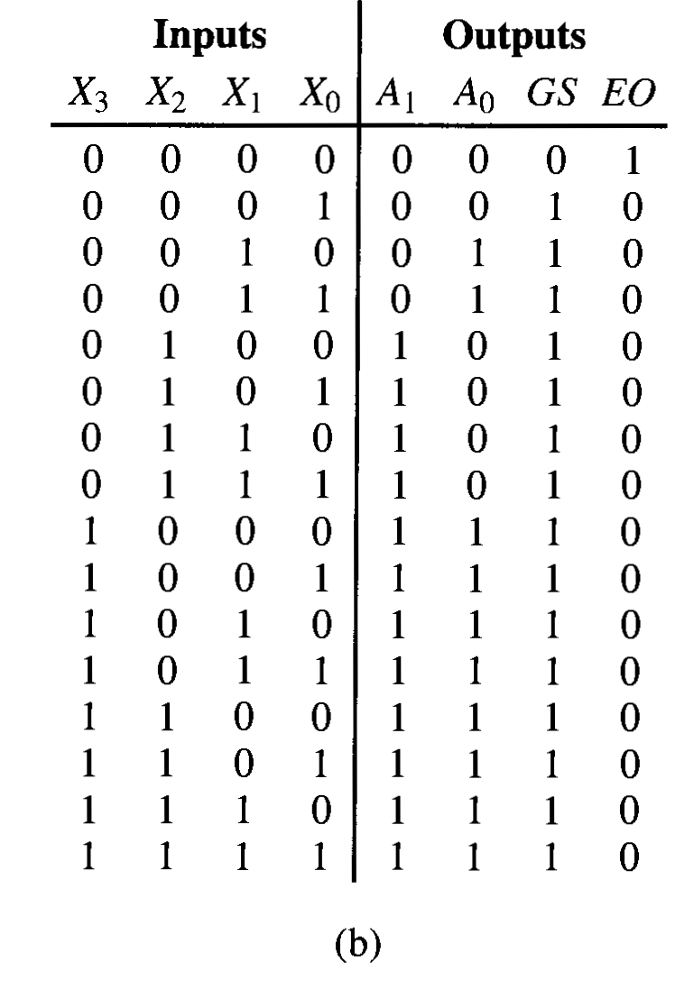 Inputs Outputs
X3 X2 X1 X0 A1 A0 GS EO
0 0 0 0 0 0 0 1
0 0 0 1 0 0 1 0
0 0 1 0 0 1 1 0
0 0 1 1 0 1 1 0
0 1 0 0 1 0 1 0
0 1 0 1 1 0 1 0
0 1 1 0 1 0 1 0
0 1 1 1 1 0 1 0
1 0 0 0 1 1 1 0
1 0 0 1 1 1 1 0
1 0 1 0 1 1 1 0
1 0 1 1 1 1 1 0
1 1 0 0 1 1 1 0
1 1 0 1 1 1 1 0
1 1 1 0 1 1 1 0
1 1 1 1 1 1 1 0
(b)